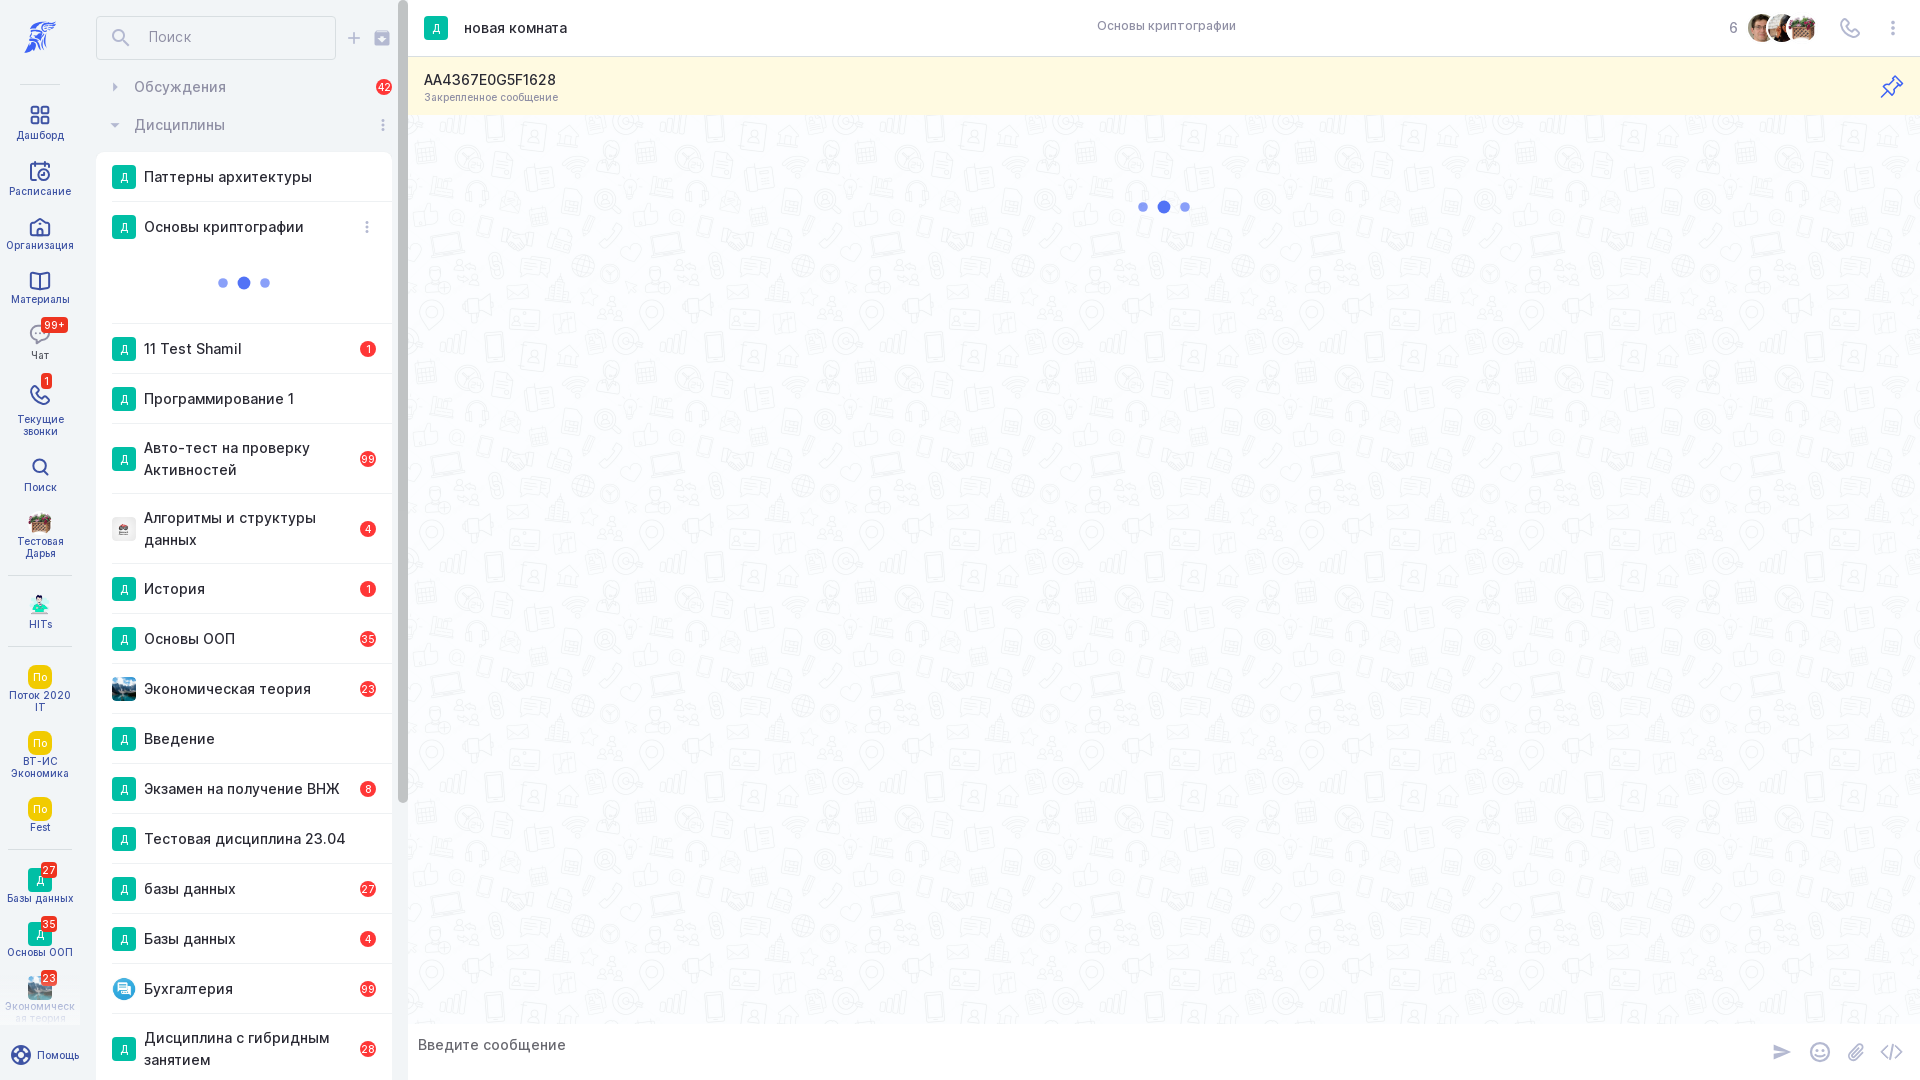 Дашборд
Расписание
Организация
Материалы
99+
Чат
1
Текущие
звонки
Поиск
Тестовая
Дарья
HITs
По
Поток 2020
IT
По
ВТ-ИС
Экономика
По
Fest
27
Д
Базы данных
35
Д
Основы ООП
23
Экономическ
ая теория
Помощь
Поиск
Обсуждения
42
Дисциплины
Д
Паттерны архитектуры
Д
Основы криптографии
Д
11 Test Shamil
1
Д
Программирование 1
Д
Авто-тест на проверку
Активностей
99
Алгоритмы и структуры
данных
4
Д
История
1
Д
Основы ООП
35
Экономическая теория
23
Д
Введение
Д
Экзамен на получение ВНЖ
8
Д
Тестовая дисциплина 23.04
Д
базы данных
27
Д
Базы данных
4
Бухгалтерия
99
Д
Дисциплина с гибридным
занятием
28
Д
новая комната
Основы криптографии
6
AA4367E0G5F1628
Закрепленное сообщение
Введите сообщение